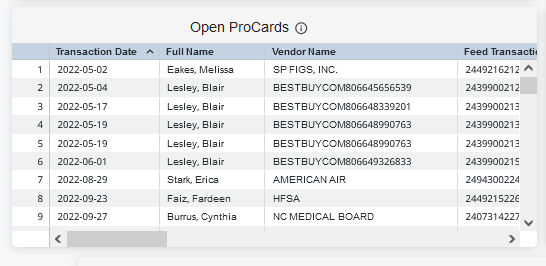 Open ProCards
Transaction Date Full Name Vendor Name Feed Transactio
1 2022-05-02 Eakes, Melissa SP FIGS, INC. 2449216212
2 2022-05-04 Lesley, Blair BESTBUYCOM806645656539 2439900212
3 2022-05-17 Lesley, Blair BESTBUYCOM806648339201 2439900213
4 2022-05-19 Lesley, Blair BESTBUYCOM806648990763 2439900213
5 2022-05-19 Lesley, Blair BESTBUYCOM806648990763 2439900213
6 2022-06-01 Lesley, Blair BESTBUYCOM806649326833 2439900215
7 2022-08-29 Stark, Erica AMERICAN AIR 2494300224
8 2022-09-23 Faiz, Fardeen HFSA 2449215226
9 2022-09-27 Burrus, Cynthia NC MEDICAL BOARD 2407314227